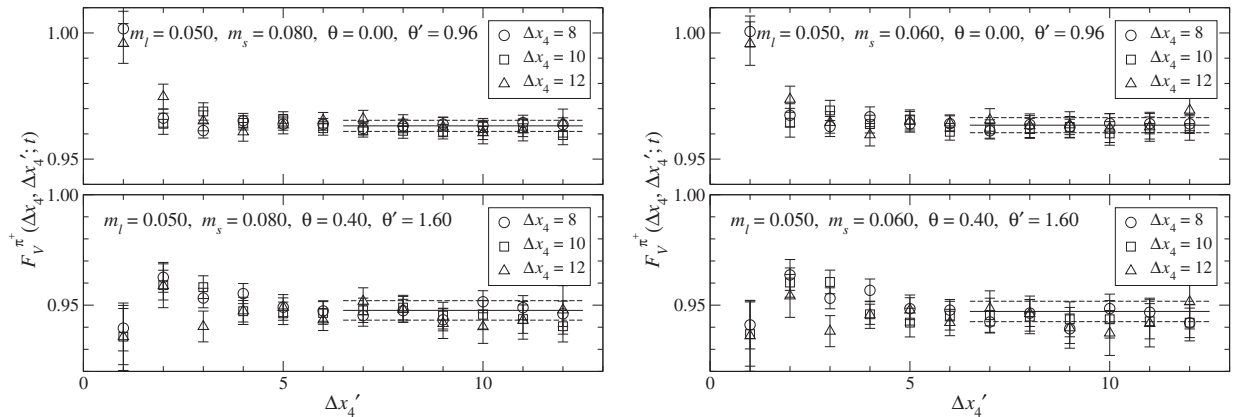 1.00
m_l = 0.050, m_s = 0.080, θ = 0.00, θ′ = 0.96
Δx_4 = 8
Δx_4 = 10
Δx_4 = 12
0.95
1.00
m_l = 0.050, m_s = 0.080, θ = 0.40, θ′ = 1.60
Δx_4 = 8
Δx_4 = 10
Δx_4 = 12
0.95
F_V^{π^+}(Δx_4, Δx_4′; t)
0 5 10
Δx_4′
1.00
m_l = 0.050, m_s = 0.060, θ = 0.00, θ′ = 0.96
Δx_4 = 8
Δx_4 = 10
Δx_4 = 12
0.95
1.00
m_l = 0.050, m_s = 0.060, θ = 0.40, θ′ = 1.60
Δx_4 = 8
Δx_4 = 10
Δx_4 = 12
0.95
F_V^{π^+}(Δx_4, Δx_4′; t)
0 5 10
Δx_4′